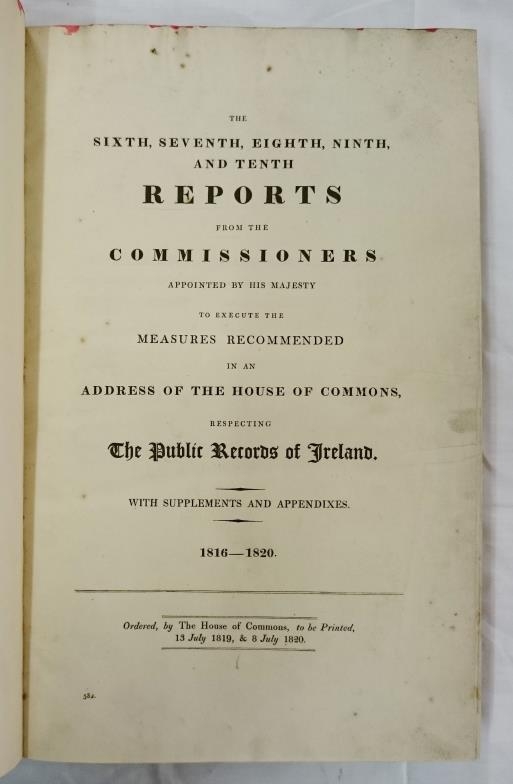 THE
SIXTH, SEVENTH, EIGHTH, NINTH,
AND TENTH
REPORTS
FROM THE
COMMISSIONERS
APPOINTED BY HIS MAJESTY
TO EXECUTE THE
MEASURES RECOMMENDED
IN AN
ADDRESS OF THE HOUSE OF COMMONS,
RESPECTING
The Public Records of Ireland.
WITH SUPPLEMENTS AND APPENDIXES.
1816—1820.
Ordered, by The House of Commons, to be Printed,
13 July 1819, & 8 July 1820.